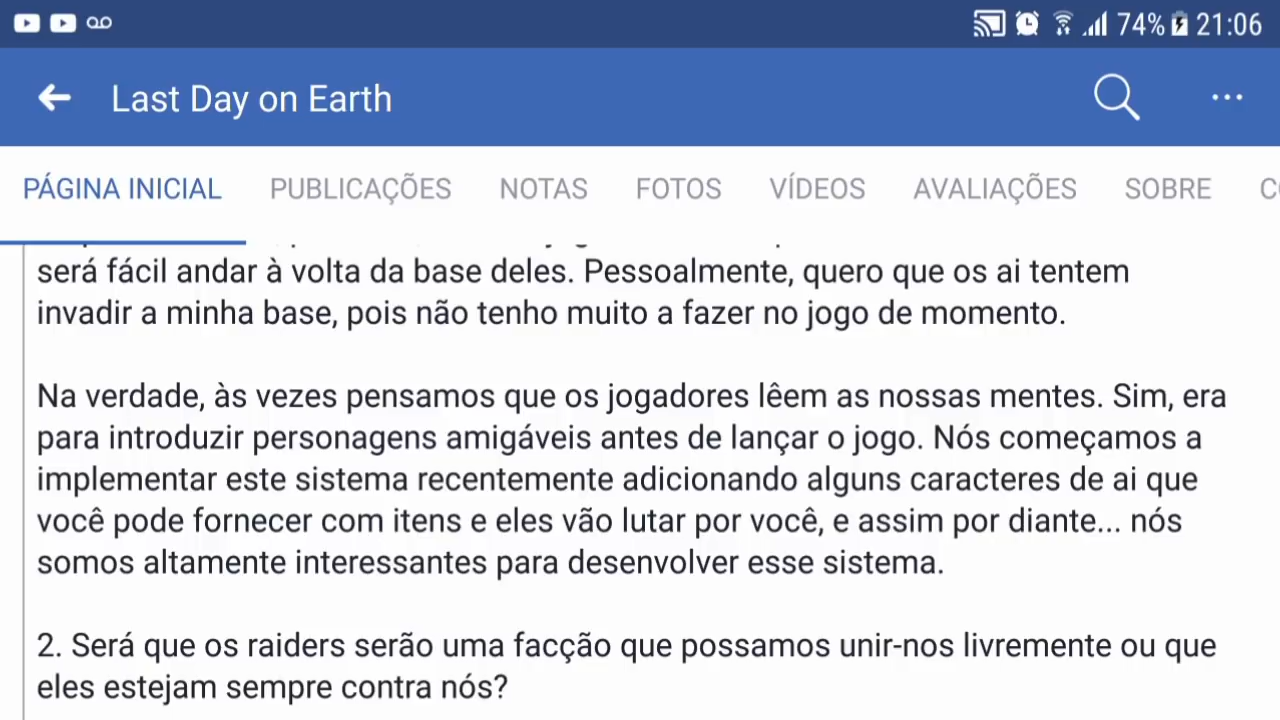 74% 21:06
Last Day on Earth
PÁGINA INICIAL PUBLICAÇÕES NOTAS FOTOS VÍDEOS AVALIAÇÕES SOBRE
será fácil andar à volta da base deles. Pessoalmente, quero que os ai tentem
invadir a minha base, pois não tenho muito a fazer no jogo de momento.
Na verdade, às vezes pensamos que os jogadores lêem as nossas mentes. Sim, era
para introduzir personagens amigáveis antes de lançar o jogo. Nós começamos a
implementar este sistema recentemente adicionando alguns caracteres de ai que
você pode fornecer com itens e eles vão lutar por você, e assim por diante... nós
somos altamente interessantes para desenvolver esse sistema.
2. Será que os raiders serão uma facção que possamos unir-nos livremente ou que
eles estejam sempre contra nós?